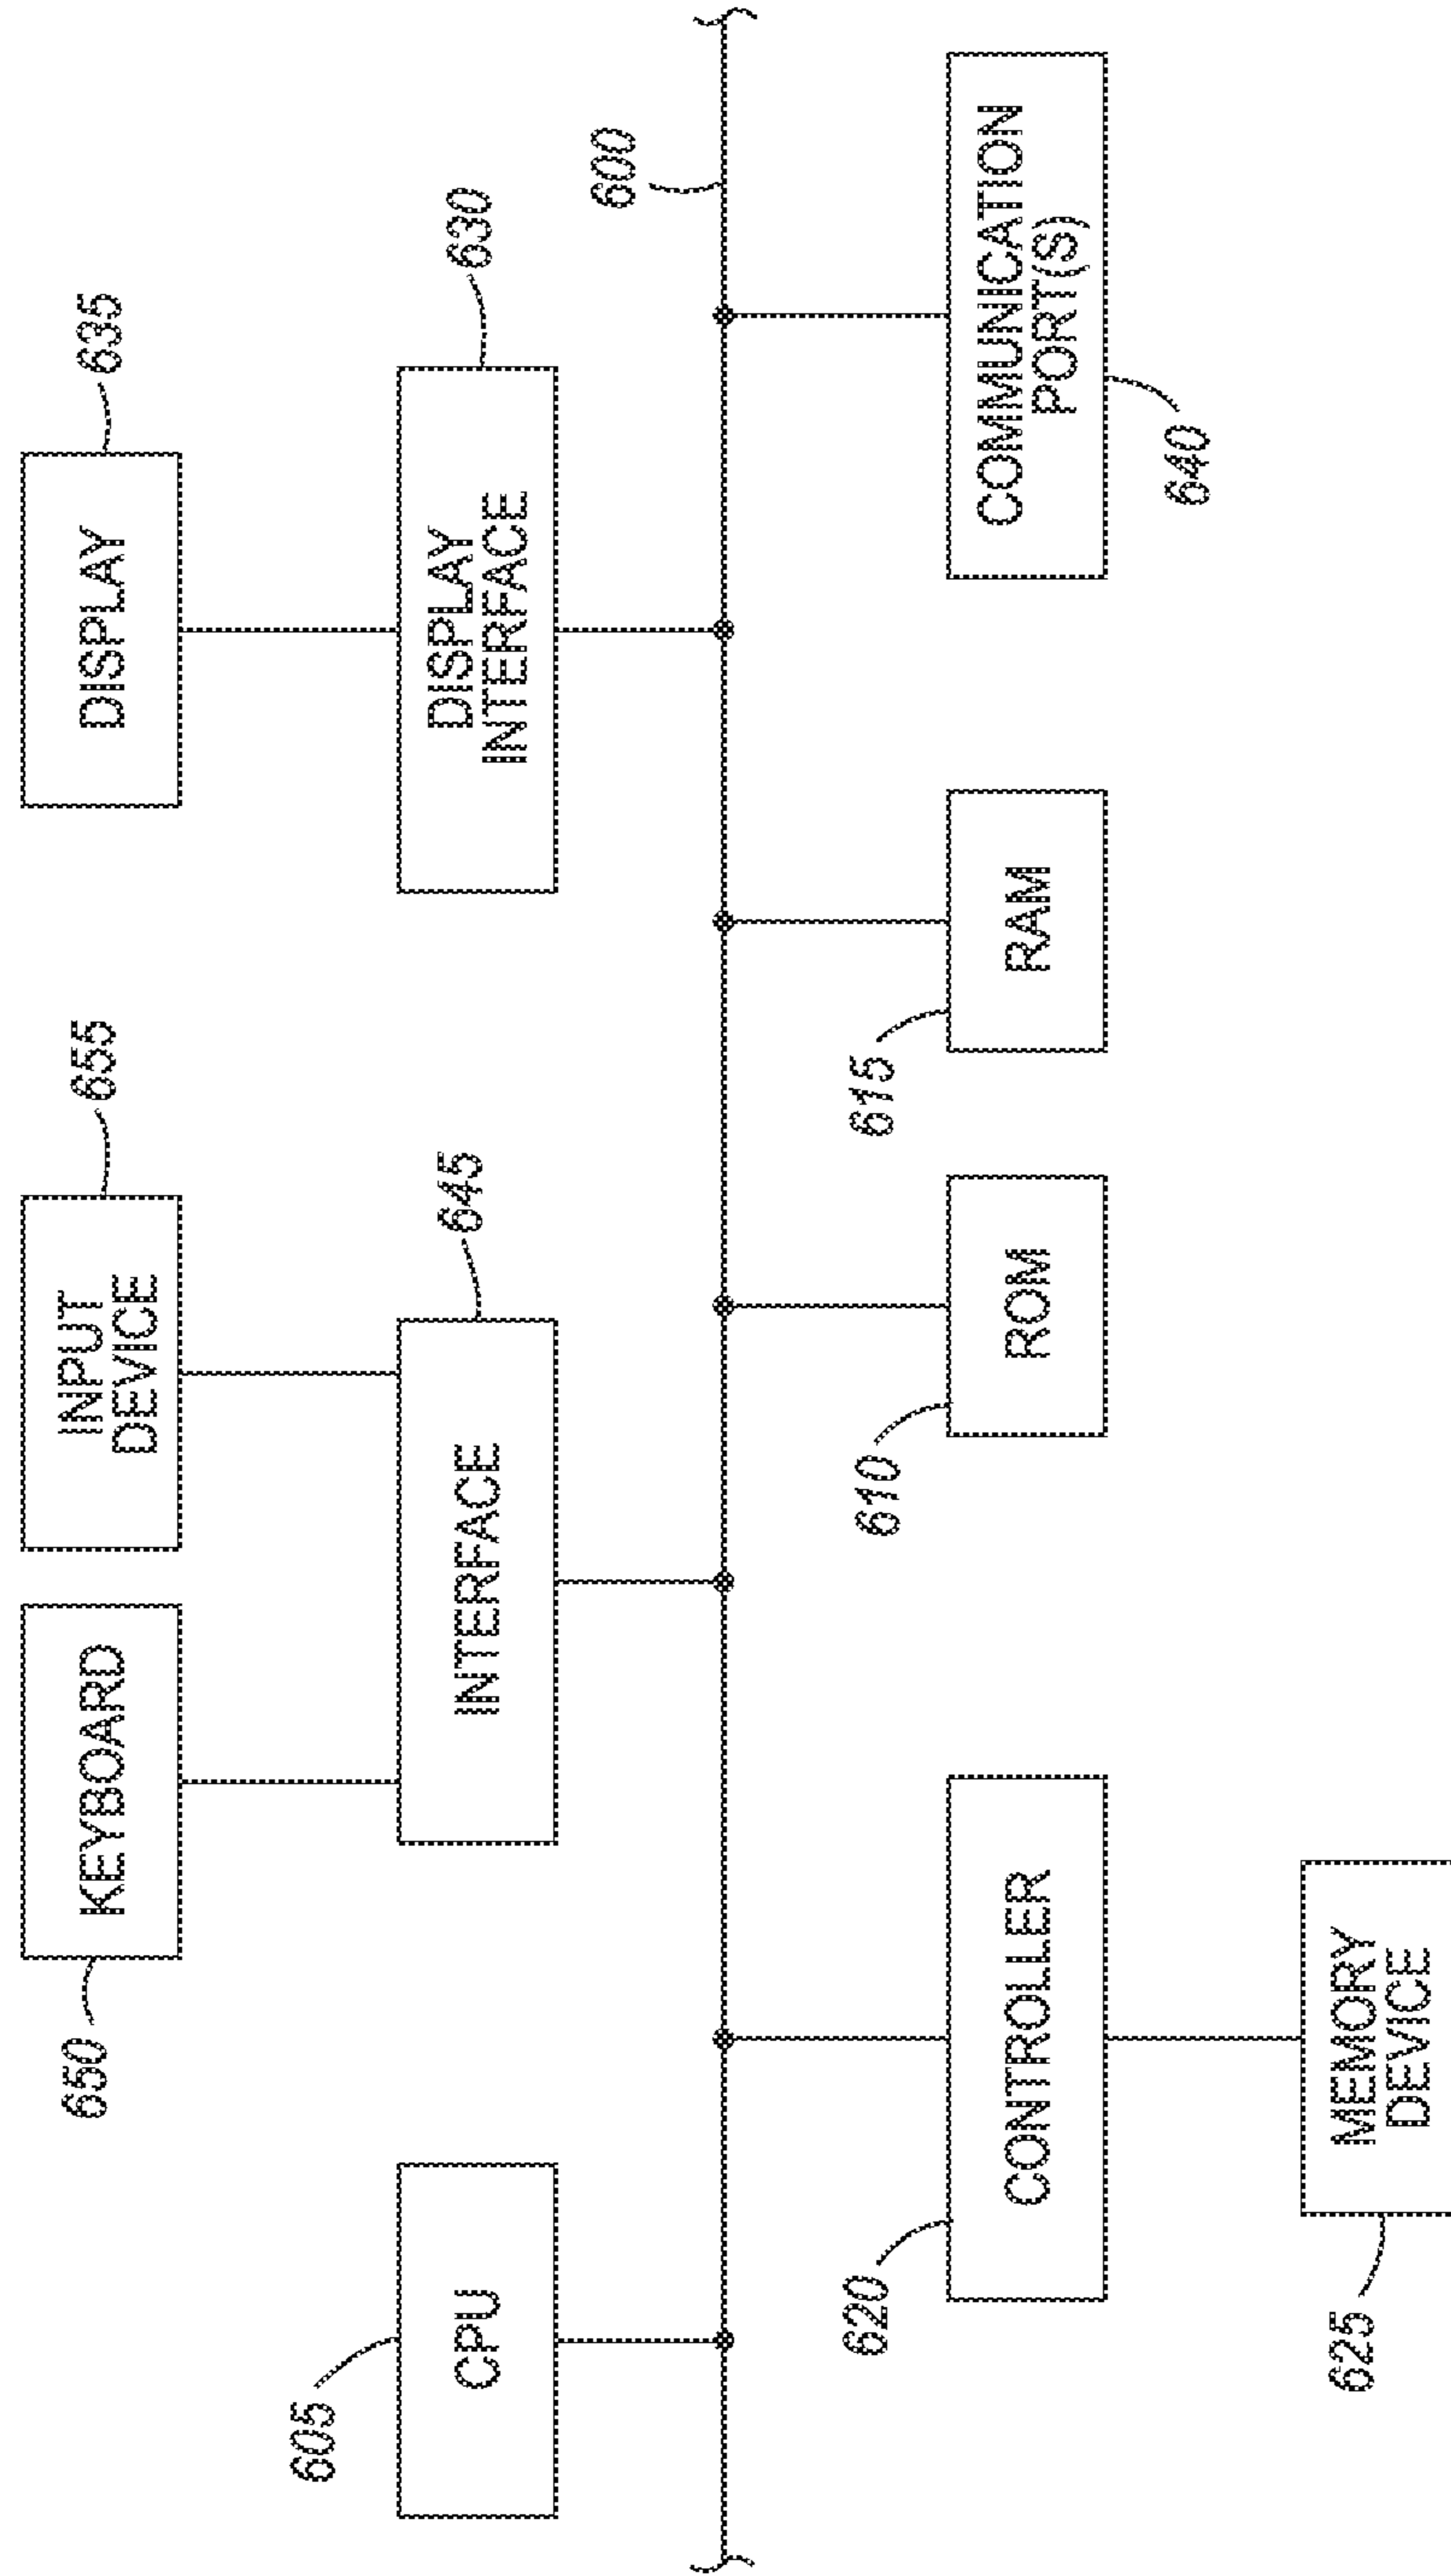 650
KEYBOARD
INPUT
DEVICE
655
DISPLAY
635
605
CPU
INTERFACE
645
DISPLAY
INTERFACE
630
600
620
CONTROLLER
610
ROM
615
RAM
COMMUNICATION
PORT(S)
640
625
MEMORY
DEVICE